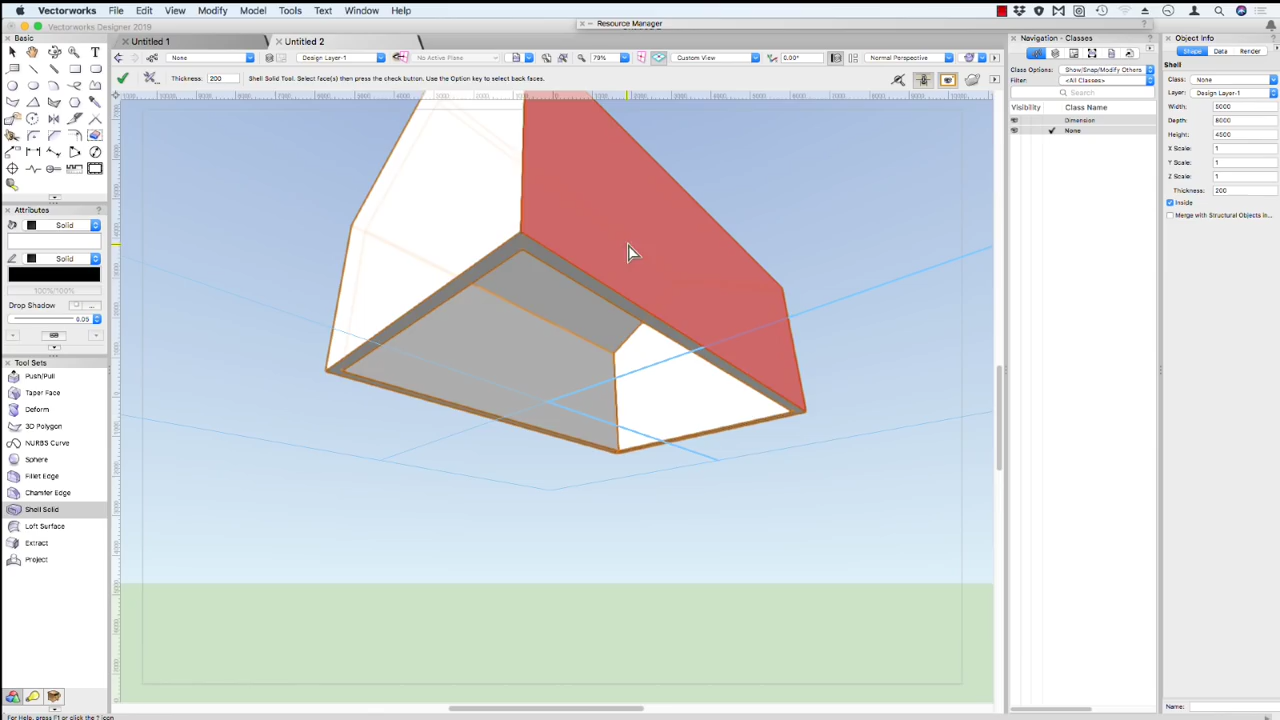 Vectorworks File Edit View Modify Model Tools Text Window Help
Resource Manager
Vectorworks Designer 2019
Basic
Untitled 1
Untitled 2
Navigation - Classes
Object Info
None
Design Layer-1
No Active Plane
79%
Custom View
0.00°
Normal Perspective
Thickness: 200
Shell Solid Tool. Select face(s) then press the check button. Use the Option key to select back faces.
Class Options: Show/Snap/Modify Others
Filter: <All Classes>
Search
Visibility Class Name
Dimension
None
Shape Data Render
Shell
Class: None
Layer: Design Layer-1
Width: 5000
Depth: 8000
Height: 4500
X Scale: 1
Y Scale: 1
Z Scale: 1
Thickness: 200
Inside
Merge with Structural Objects in...
Attributes
Solid
Solid
100%/100%
Drop Shadow
...
0.05
Tool Sets
Push/Pull
Taper Face
Deform
3D Polygon
NURBS Curve
Sphere
Fillet Edge
Chamfer Edge
Shell Solid
Loft Surface
Extract
Project
Name:
For Help, press F1 or click the ? icon